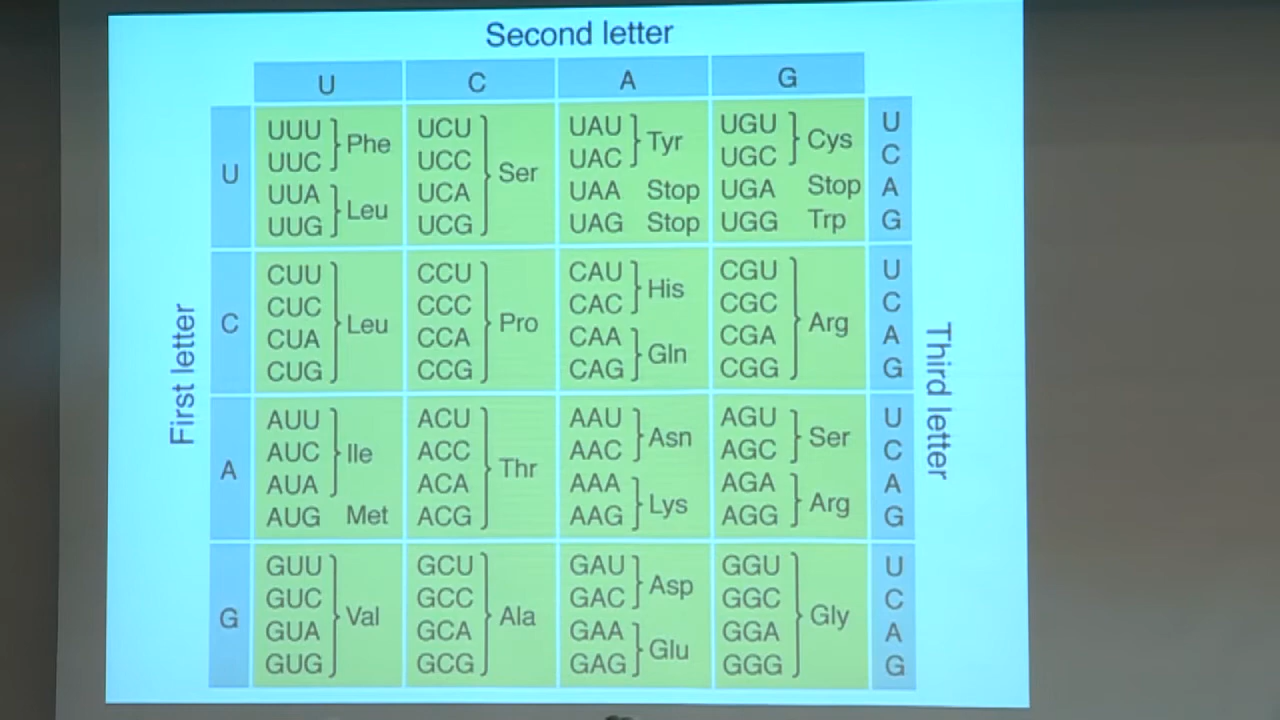 Second letter
U C A G
First letter
Third letter
U
UUU Phe UCU Ser UAU Tyr UGU Cys U
UUC UCC UAC UGC C
UUA Leu UCA UAA Stop UGA Stop A
UUG UCG UAG Stop UGG Trp G
C
CUU Leu CCU Pro CAU His CGU Arg U
CUC CCC CAC CGC C
CUA CCA CAA Gln CGA A
CUG CCG CAG CGG G
A
AUU Ile ACU Thr AAU Asn AGU Ser U
AUC ACC AAC AGC C
AUA ACA AAA Lys AGA Arg A
AUG Met ACG AAG AGG G
G
GUU Val GCU Ala GAU Asp GGU Gly U
GUC GCC GAC GGC C
GUA GCA GAA Glu GGA A
GUG GCG GAG GGG G